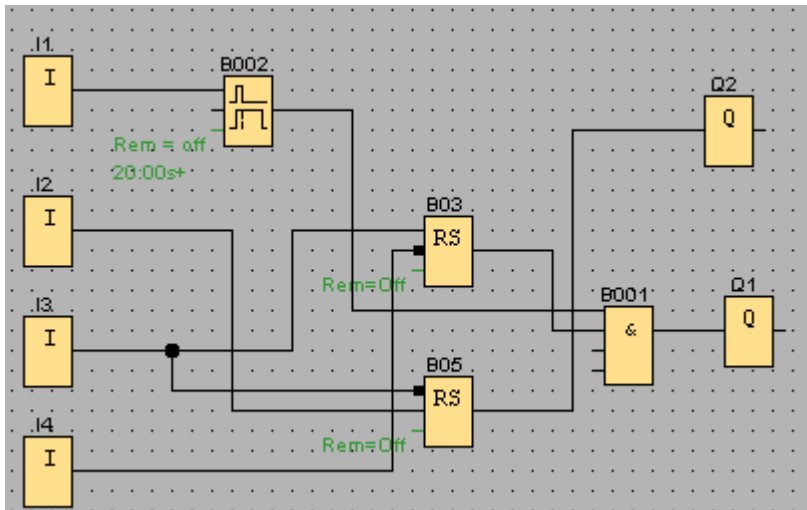 I1
I
B002
Rem = off
20:00s+
Q2
Q
I2
I
B03
RS
Rem=Off
B001
&
Q1
Q
I3
I
B05
RS
Rem=Off
I4
I